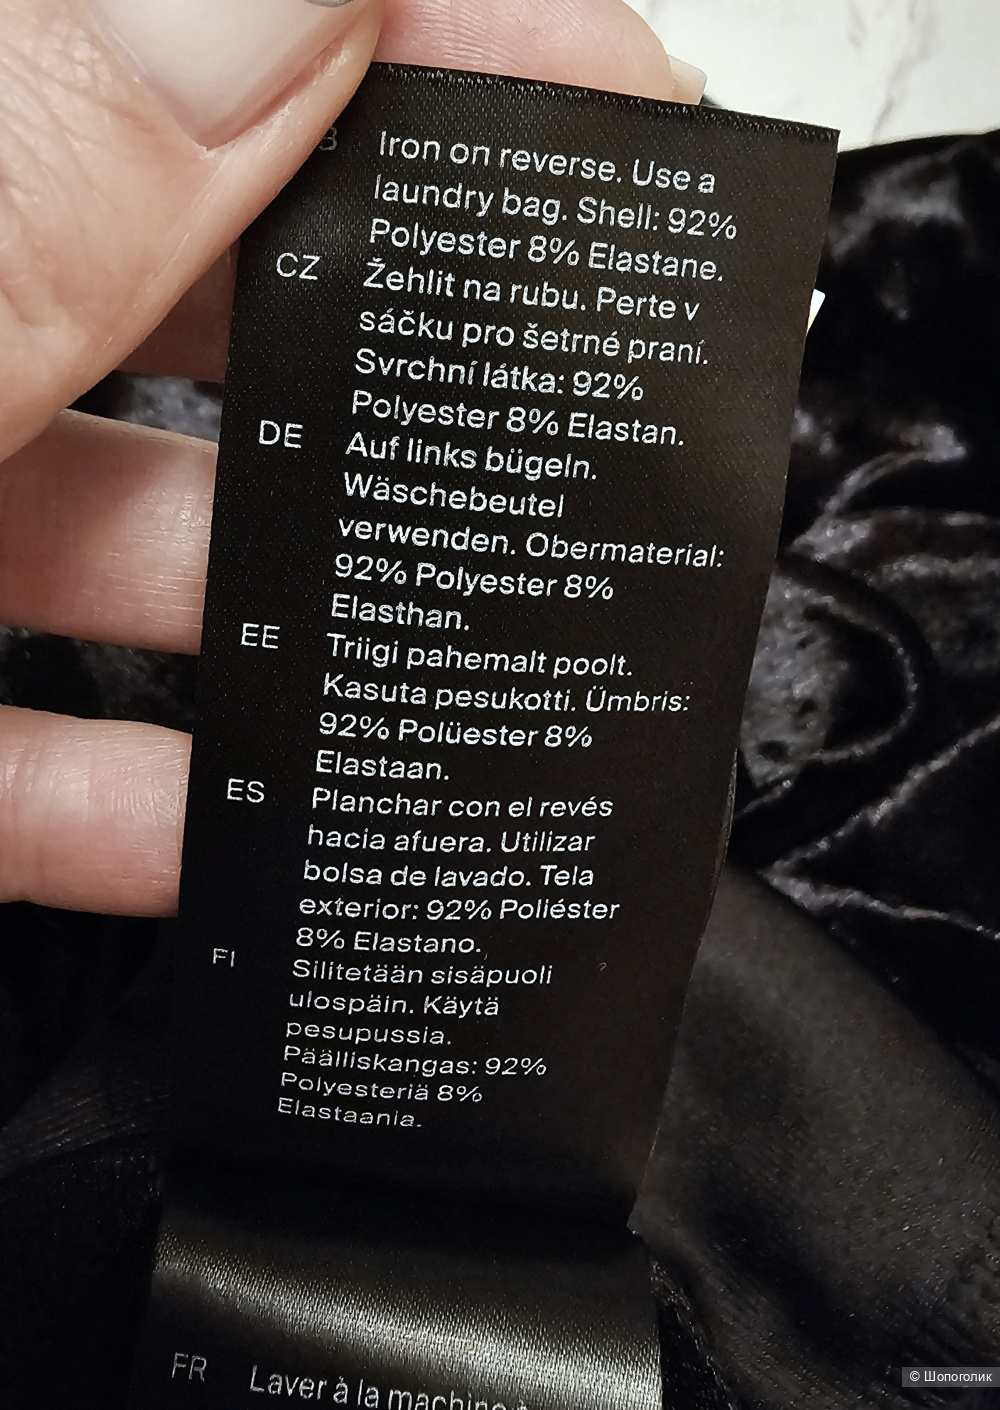 B Iron on reverse. Use a
laundry bag. Shell: 92%
Polyester 8% Elastane.
CZ Žehlit na rubu. Perte v
sáčku pro šetrné praní.
Svrchní látka: 92%
Polyester 8% Elastan.
DE Auf links bügeln.
Wäschebeutel
verwenden. Obermaterial:
92% Polyester 8%
Elasthan.
EE Triigi pahemalt poolt.
Kasuta pesukotti. Ümbris:
92% Polüester 8%
Elastaan.
ES Planchar con el revés
hacia afuera. Utilizar
bolsa de lavado. Tela
exterior: 92% Poliéster
8% Elastano.
FI Silitetään sisäpuoli
ulospäin. Käytä
pesupussia.
Päälliskangas: 92%
Polyesteriä 8%
Elastaania.
FR Laver à la machine
© Шопоголик